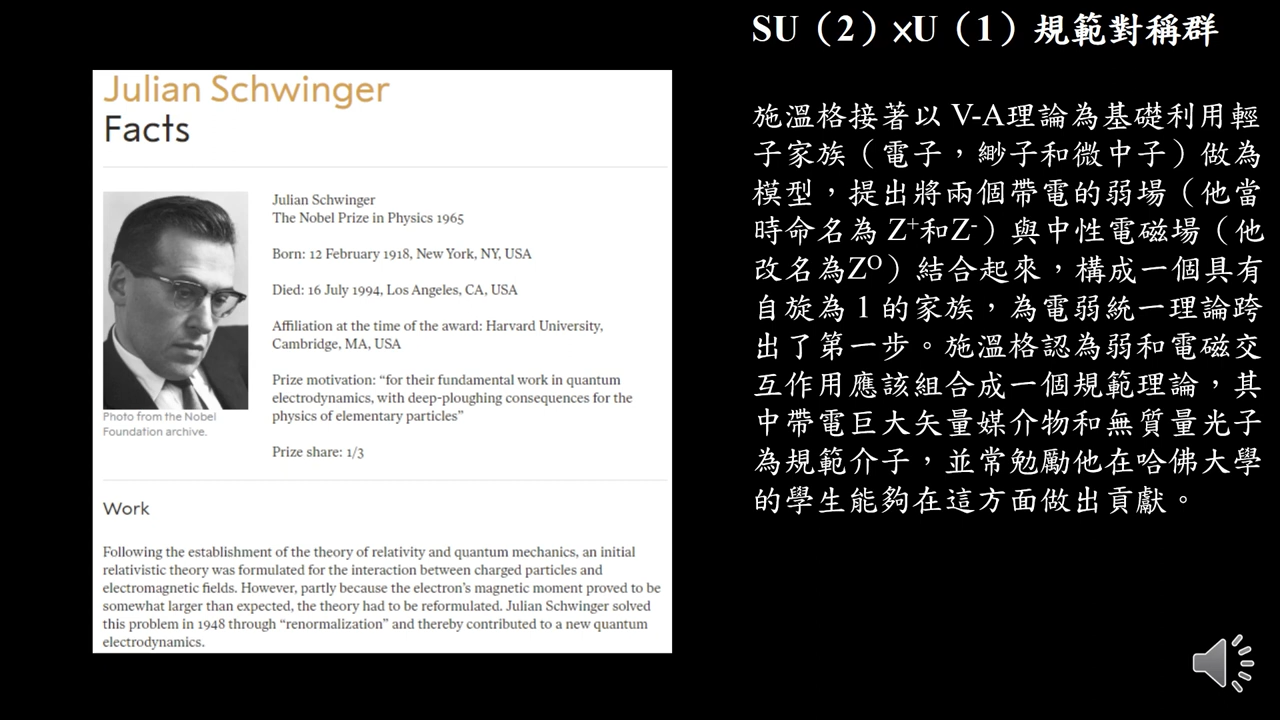 SU（2）×U（1）規範對稱群
Julian Schwinger
Facts
Julian Schwinger
The Nobel Prize in Physics 1965
Born: 12 February 1918, New York, NY, USA
Died: 16 July 1994, Los Angeles, CA, USA
Affiliation at the time of the award: Harvard University,
Cambridge, MA, USA
Prize motivation: “for their fundamental work in quantum
electrodynamics, with deep-ploughing consequences for the
physics of elementary particles”
Prize share: 1/3
Photo from the Nobel
Foundation archive.
Work
Following the establishment of the theory of relativity and quantum mechanics, an initial
relativistic theory was formulated for the interaction between charged particles and
electromagnetic fields. However, partly because the electron’s magnetic moment proved to be
somewhat larger than expected, the theory had to be reformulated. Julian Schwinger solved
this problem in 1948 through “renormalization” and thereby contributed to a new quantum
electrodynamics.
施溫格接著以 V-A理論為基礎利用輕
子家族（電子，緲子和微中子）做為
模型，提出將兩個帶電的弱場（他當
時命名為 Z⁺和Z⁻）與中性電磁場（他
改名為Zᴼ）結合起來，構成一個具有
自旋為 1 的家族，為電弱統一理論跨
出了第一步。施溫格認為弱和電磁交
互作用應該組合成一個規範理論，其
中帶電巨大矢量媒介物和無質量光子
為規範介子，並常勉勵他在哈佛大學
的學生能夠在這方面做出貢獻。